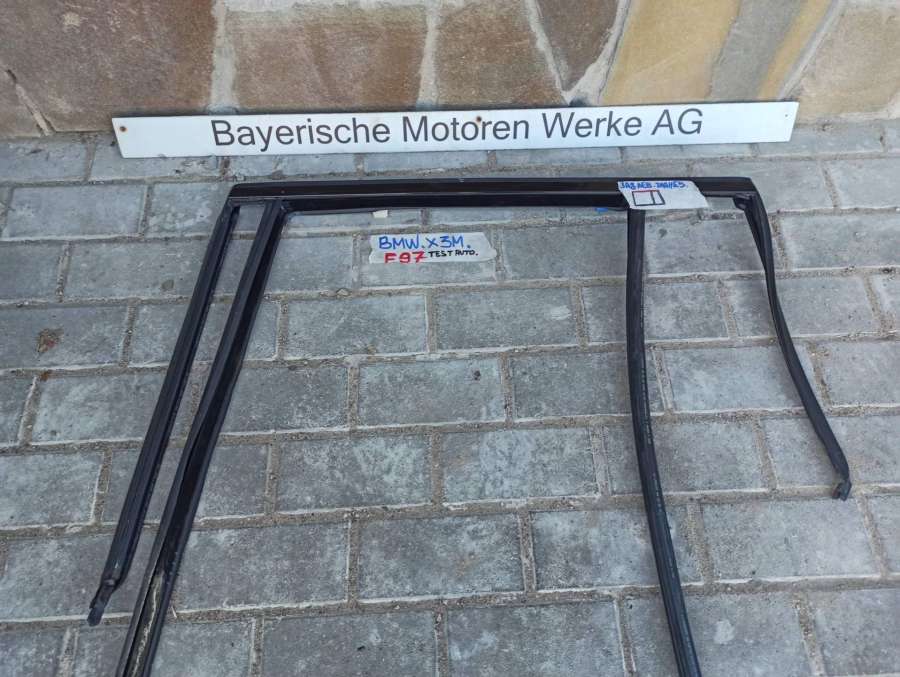 Bayerische Motoren Werke AG
BMW. X3M.
F97 TEST AUTO.